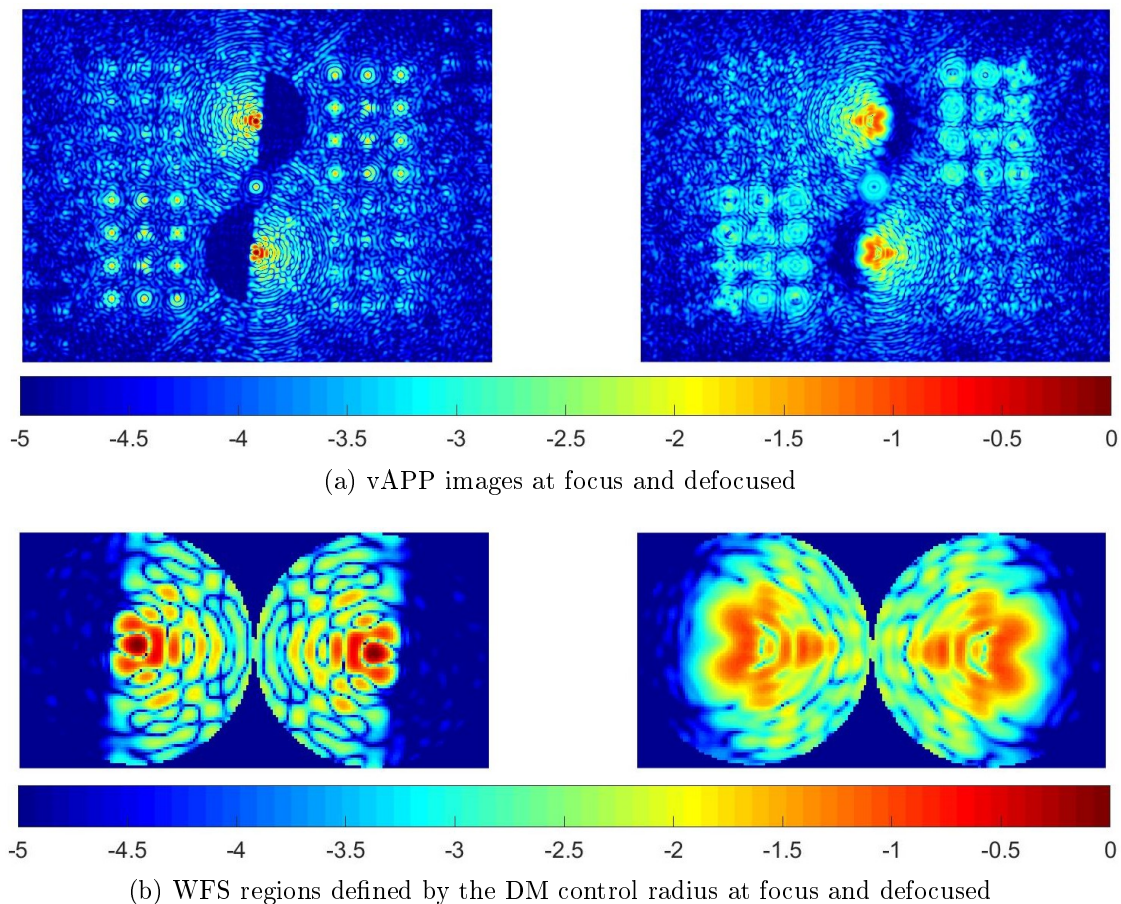 -5 -4.5 -4 -3.5 -3 -2.5 -2 -1.5 -1 -0.5 0
(a) vAPP images at focus and defocused
-5 -4.5 -4 -3.5 -3 -2.5 -2 -1.5 -1 -0.5 0
(b) WFS regions defined by the DM control radius at focus and defocused